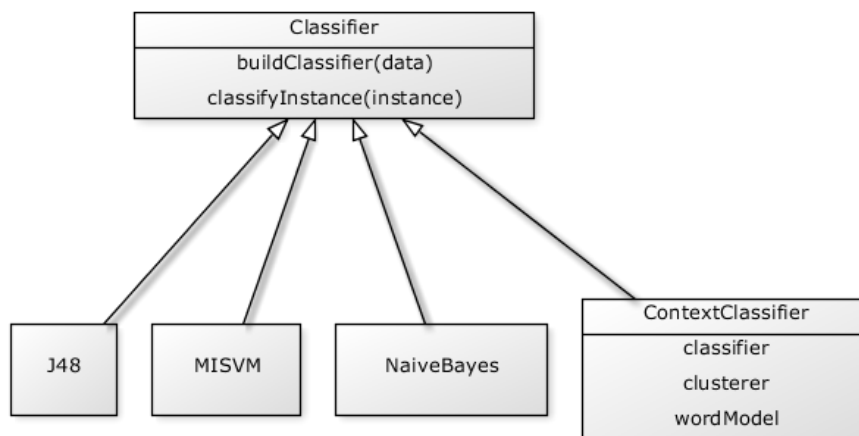 Classifier
buildClassifier(data)
classifyInstance(instance)
J48
MISVM
NaiveBayes
ContextClassifier
classifier
clusterer
wordModel